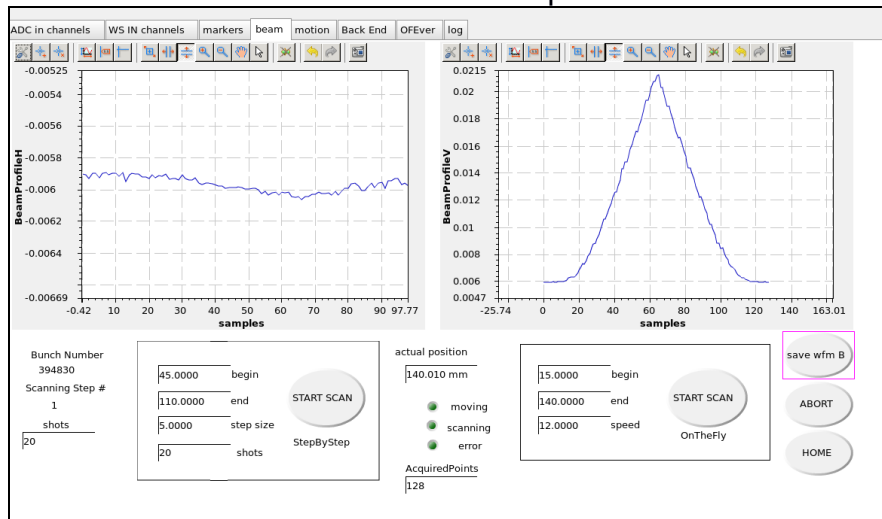 ADC in channels WS IN channels markers beam motion Back End OFEver log
-0.00525
-0.0054
-0.0056
-0.0058
-0.006
-0.0062
-0.0064
-0.00669
BeamProfileH
-0.42 10 20 30 40 50 60 70 80 90 97.77
samples
0.0215
0.02
0.018
0.016
0.014
0.012
0.01
0.008
0.006
0.0047
BeamProfileV
-25.74 0 20 40 60 80 100 120 140 163.01
samples
Bunch Number
394830
Scanning Step #
1
shots
20
45.0000 begin
110.0000 end
5.0000 step size
20 shots
START SCAN
StepByStep
actual position
140.010 mm
moving
scanning
error
AcquiredPoints
128
15.0000 begin
140.0000 end
12.0000 speed
START SCAN
OnTheFly
save wfm B
ABORT
HOME